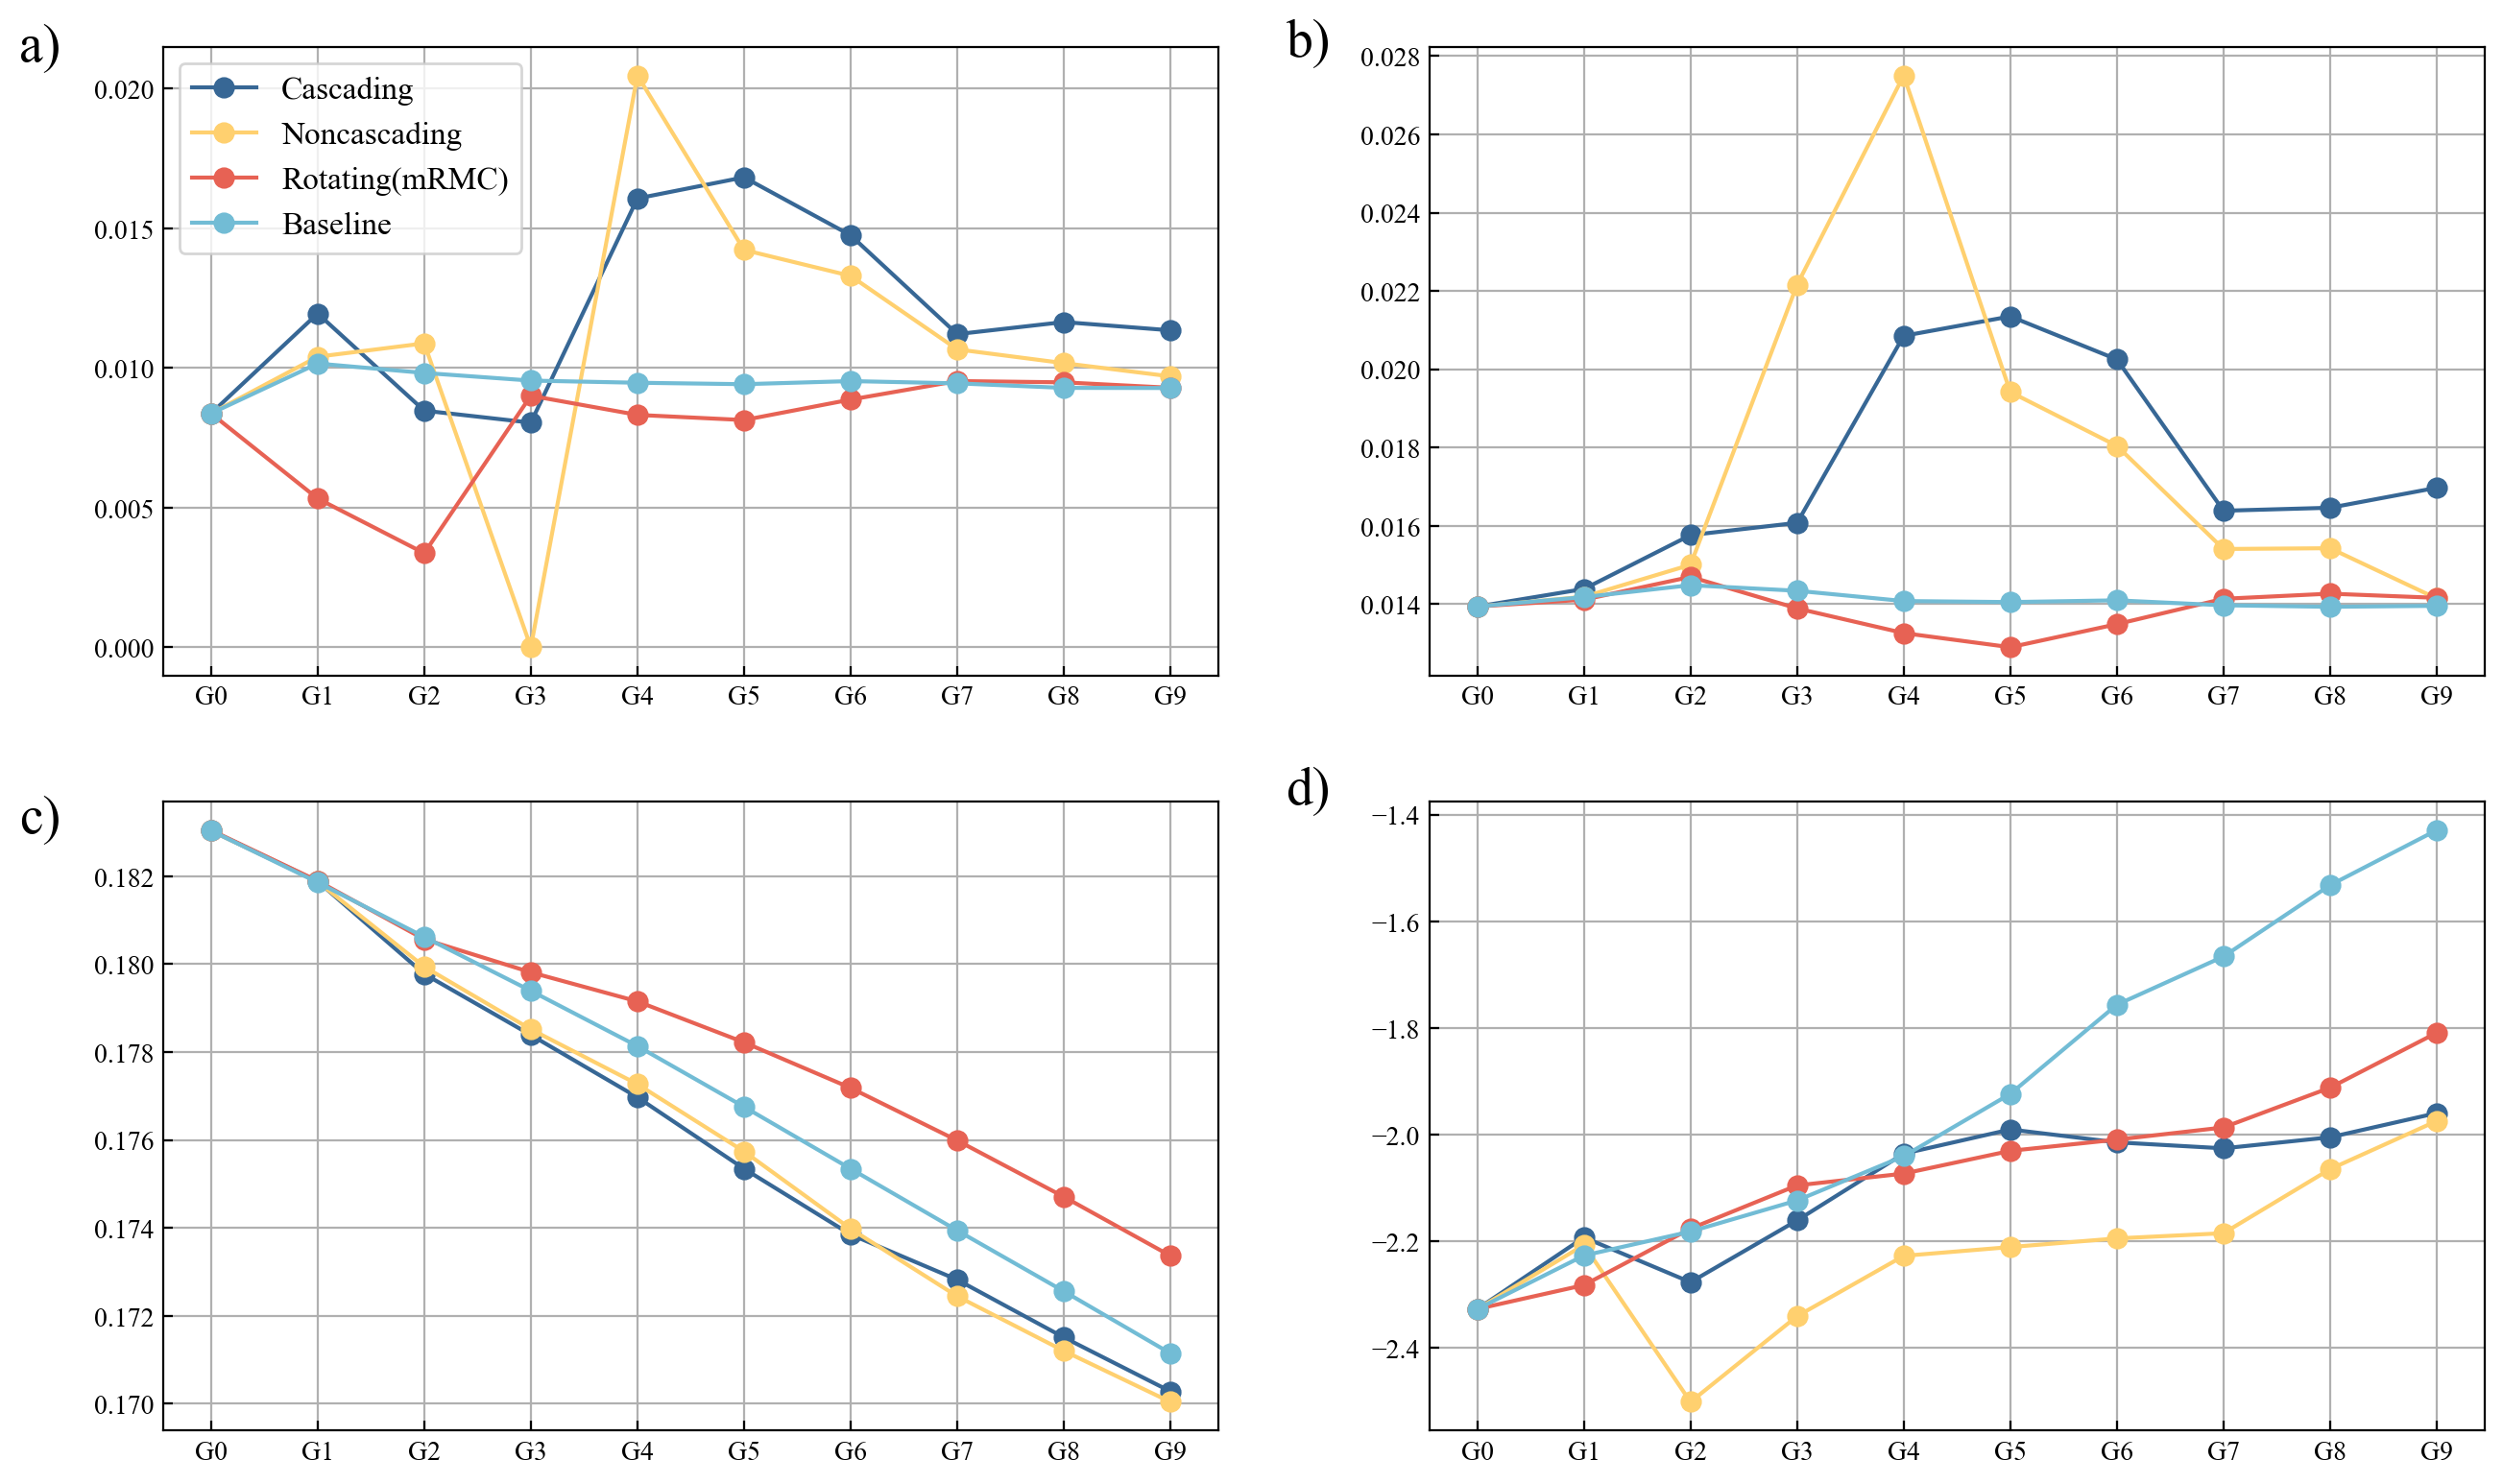 a)
0.020
0.015
0.010
0.005
0.000
Cascading
Noncascading
Rotating(mRMC)
Baseline
G0 G1 G2 G3 G4 G5 G6 G7 G8 G9
b)
0.028
0.026
0.024
0.022
0.020
0.018
0.016
0.014
G0 G1 G2 G3 G4 G5 G6 G7 G8 G9
c)
0.182
0.180
0.178
0.176
0.174
0.172
0.170
G0 G1 G2 G3 G4 G5 G6 G7 G8 G9
d)
−1.4
−1.6
−1.8
−2.0
−2.2
−2.4
G0 G1 G2 G3 G4 G5 G6 G7 G8 G9